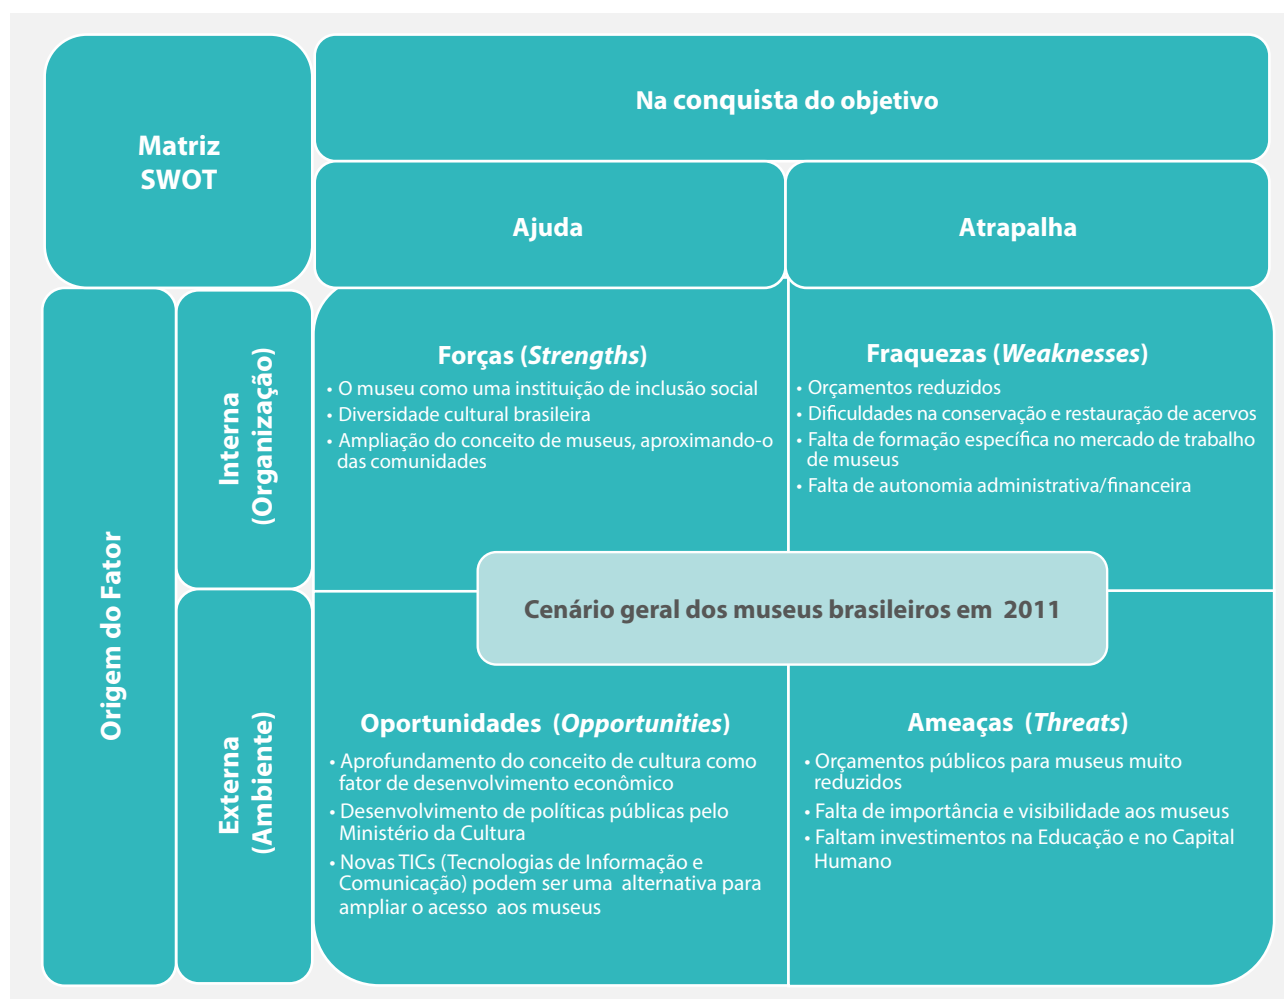 Matriz
SWOT
Na conquista do objetivo
Ajuda
Atrapalha
Origem do Fator
Interna
(Organização)
Forças (Strengths)
• O museu como uma instituição de inclusão social
• Diversidade cultural brasileira
• Ampliação do conceito de museus, aproximando-o
das comunidades
Fraquezas (Weaknesses)
• Orçamentos reduzidos
• Dificuldades na conservação e restauração de acervos
• Falta de formação específica no mercado de trabalho
de museus
• Falta de autonomia administrativa/financeira
Cenário geral dos museus brasileiros em 2011
Externa
(Ambiente)
Oportunidades (Opportunities)
• Aprofundamento do conceito de cultura como
fator de desenvolvimento econômico
• Desenvolvimento de políticas públicas pelo
Ministério da Cultura
• Novas TICs (Tecnologias de Informação e
Comunicação) podem ser uma alternativa para
ampliar o acesso aos museus
Ameaças (Threats)
• Orçamentos públicos para museus muito
reduzidos
• Falta de importância e visibilidade aos museus
• Faltam investimentos na Educação e no Capital
Humano